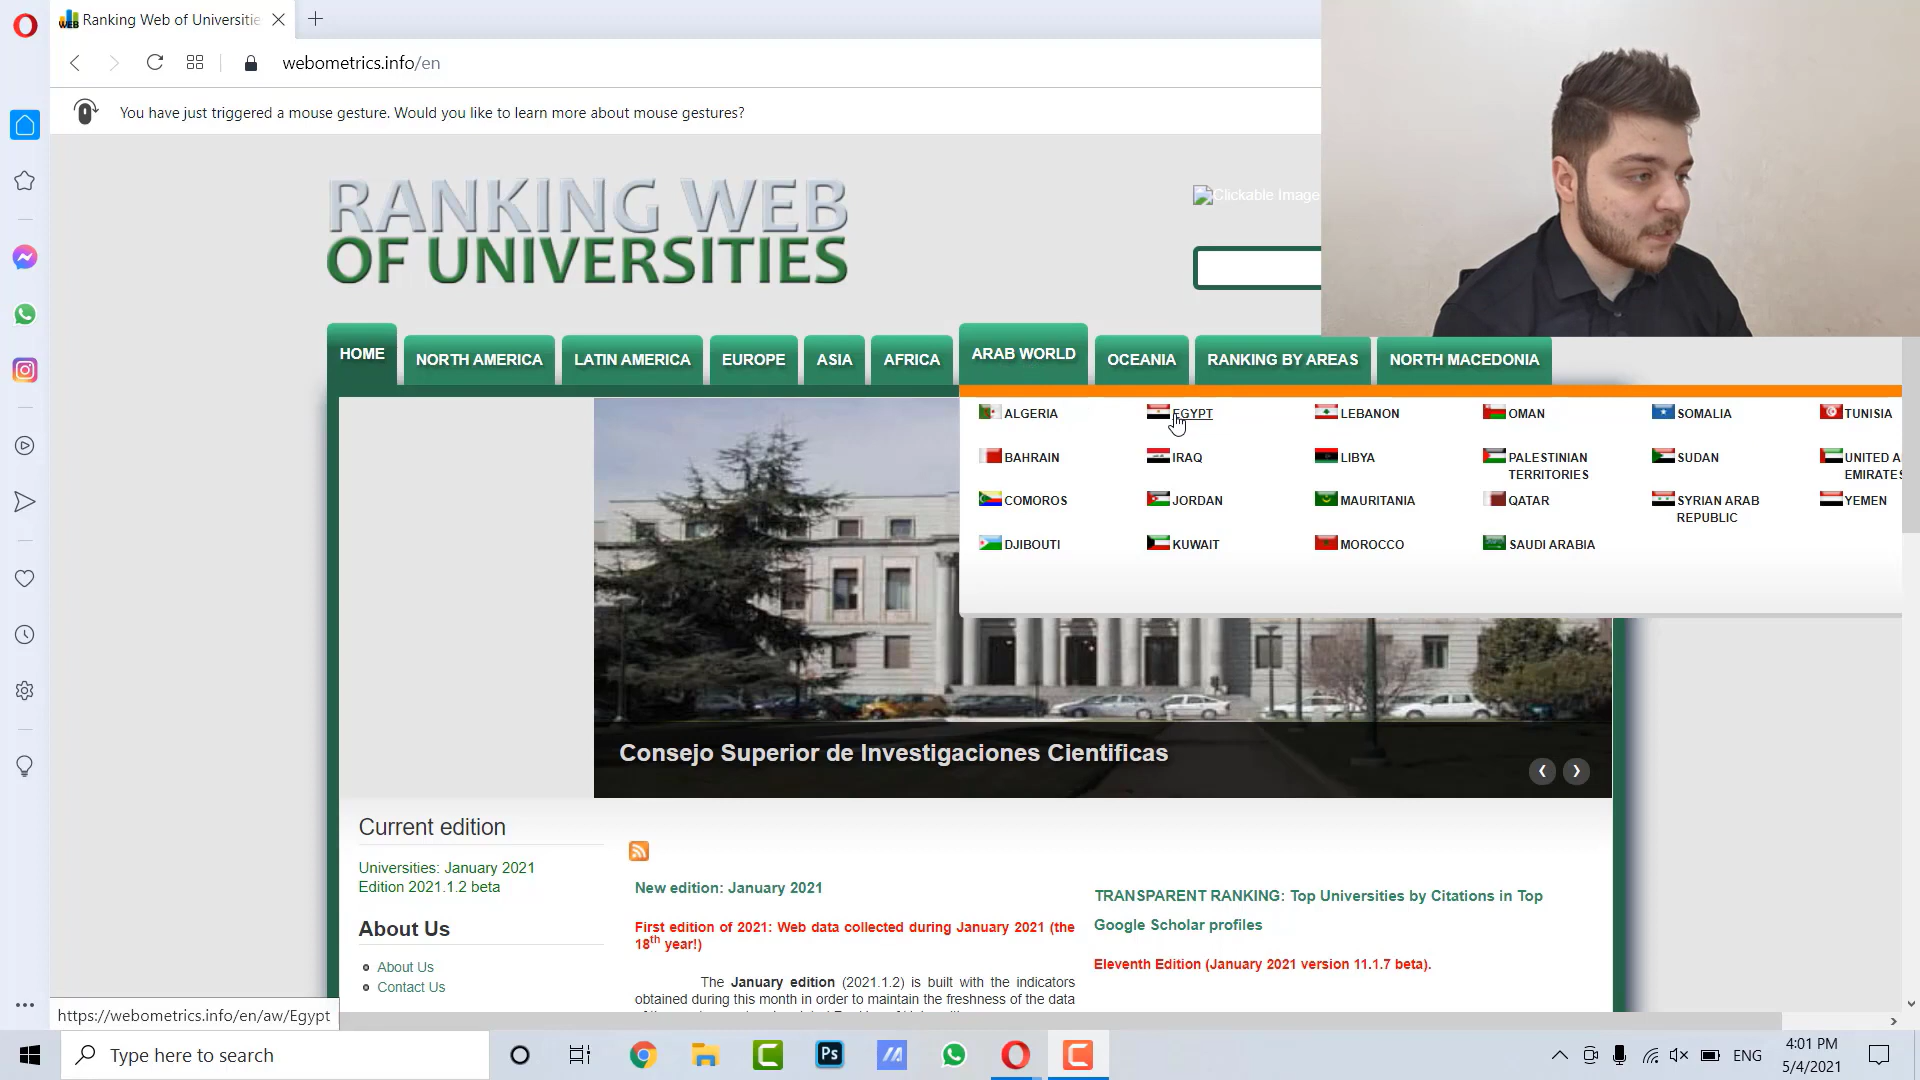 Ranking Web of Universitie
webometrics.info/en
You have just triggered a mouse gesture. Would you like to learn more about mouse gestures?
RANKING WEB
OF UNIVERSITIES
Clickable Image
HOME
NORTH AMERICA
LATIN AMERICA
EUROPE
ASIA
AFRICA
ARAB WORLD
OCEANIA
RANKING BY AREAS
NORTH MACEDONIA
ALGERIA
EGYPT
LEBANON
OMAN
SOMALIA
TUNISIA
BAHRAIN
IRAQ
LIBYA
PALESTINIAN
TERRITORIES
SUDAN
UNITED A
EMIRATES
COMOROS
JORDAN
MAURITANIA
QATAR
SYRIAN ARAB
REPUBLIC
YEMEN
DJIBOUTI
KUWAIT
MOROCCO
SAUDI ARABIA
Consejo Superior de Investigaciones Cientificas
Current edition
Universities: January 2021
Edition 2021.1.2 beta
About Us
About Us
Contact Us
New edition: January 2021
First edition of 2021: Web data collected during January 2021 (the
18th year!)
The January edition (2021.1.2) is built with the indicators
obtained during this month in order to maintain the freshness of the data
TRANSPARENT RANKING: Top Universities by Citations in Top
Google Scholar profiles
Eleventh Edition (January 2021 version 11.1.7 beta).
https://webometrics.info/en/aw/Egypt
Type here to search
Ps
ENG
4:01 PM
5/4/2021